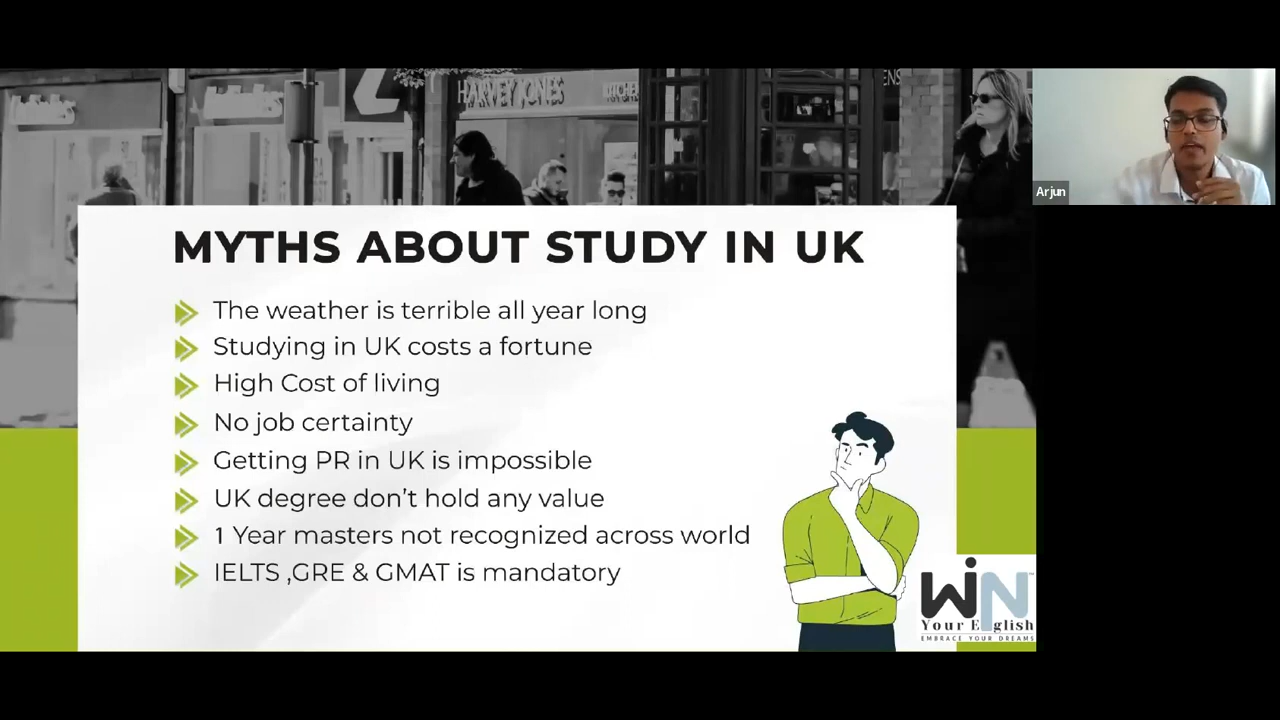 HARVEY JONES
KITCHEN
ENS
Arjun
MYTHS ABOUT STUDY IN UK
The weather is terrible all year long
Studying in UK costs a fortune
High Cost of living
No job certainty
Getting PR in UK is impossible
UK degree don’t hold any value
1 Year masters not recognized across world
IELTS ,GRE & GMAT is mandatory
WiN
Your English
EMBRACE YOUR DREAMS